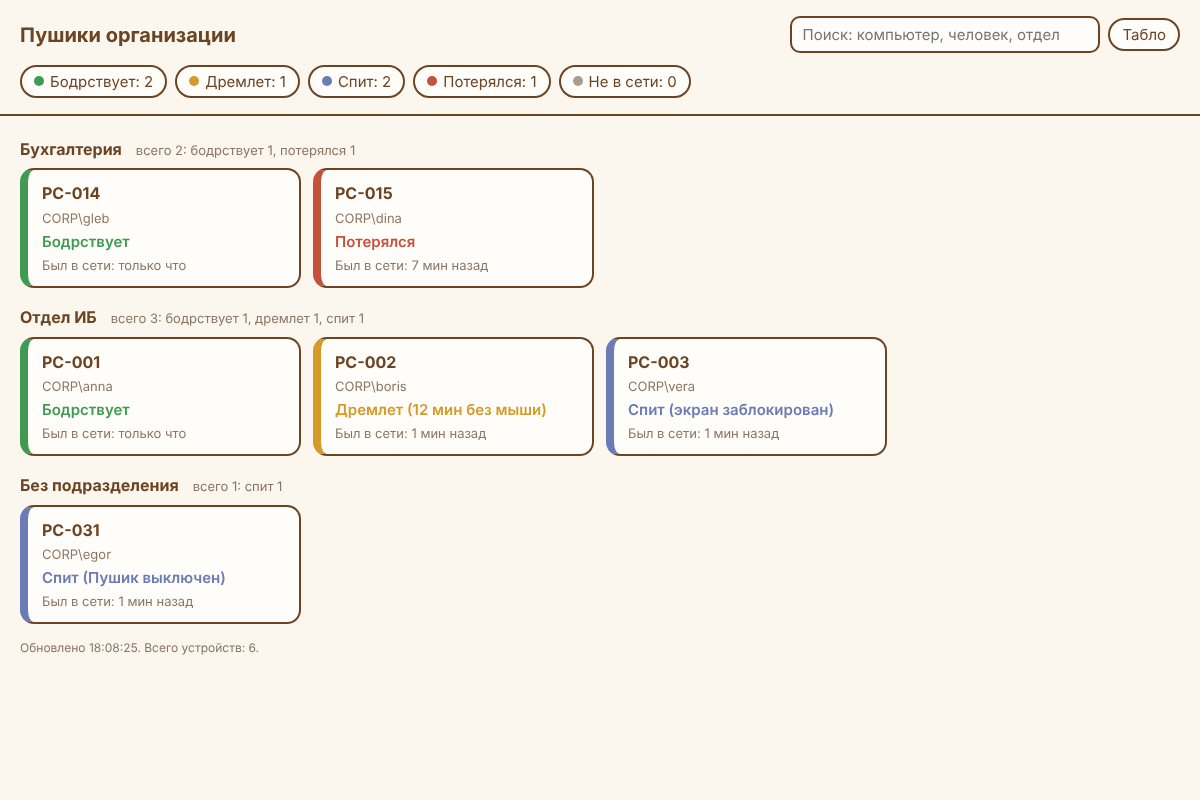 Пушики организации
Поиск: компьютер, человек, отдел
Табло
Бодрствует: 2
Дремлет: 1
Спит: 2
Потерялся: 1
Не в сети: 0
Бухгалтерия всего 2: бодрствует 1, потерялся 1
PC-014
CORP\gleb
Бодрствует
Был в сети: только что
PC-015
CORP\dina
Потерялся
Был в сети: 7 мин назад
Отдел ИБ всего 3: бодрствует 1, дремлет 1, спит 1
PC-001
CORP\anna
Бодрствует
Был в сети: только что
PC-002
CORP\boris
Дремлет (12 мин без мыши)
Был в сети: 1 мин назад
PC-003
CORP\vera
Спит (экран заблокирован)
Был в сети: 1 мин назад
Без подразделения всего 1: спит 1
PC-031
CORP\egor
Спит (Пушик выключен)
Был в сети: 1 мин назад
Обновлено 18:08:25. Всего устройств: 6.